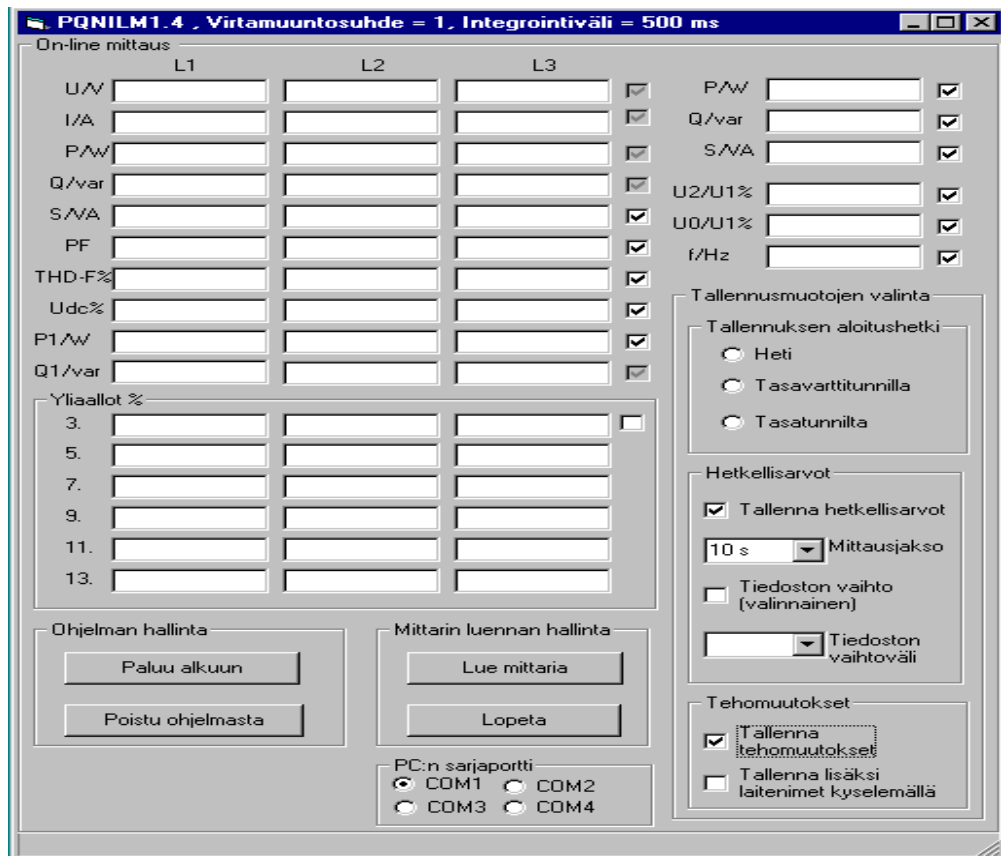 PQNILM1.4 , Virtamuuntosuhde = 1, Integrointiväli = 500 ms
On-line mittaus
L1 L2 L3
U/V
I/A
P/W
Q/var
S/VA
PF
THD-F%
Udc%
P1/W
Q1/var
Yliaallot %
3.
5.
7.
9.
11.
13.
P/W
Q/var
S/VA
U2/U1%
U0/U1%
f/Hz
Tallennusmuotojen valinta
Tallennuksen aloitushetki
Heti
Tasavarttitunnilla
Tasatunnilta
Hetkellisarvot
Tallenna hetkellisarvot
10 s Mittausjakso
Tiedoston vaihto
(valinnainen)
Tiedoston
vaihtoväli
Tehomuutokset
Tallenna
tehomuutokset
Tallenna lisäksi
laitenimet kyselemällä
Ohjelman hallinta
Paluu alkuun
Poistu ohjelmasta
Mittarin luennan hallinta
Lue mittaria
Lopeta
PC:n sarjaportti
COM1 COM2
COM3 COM4